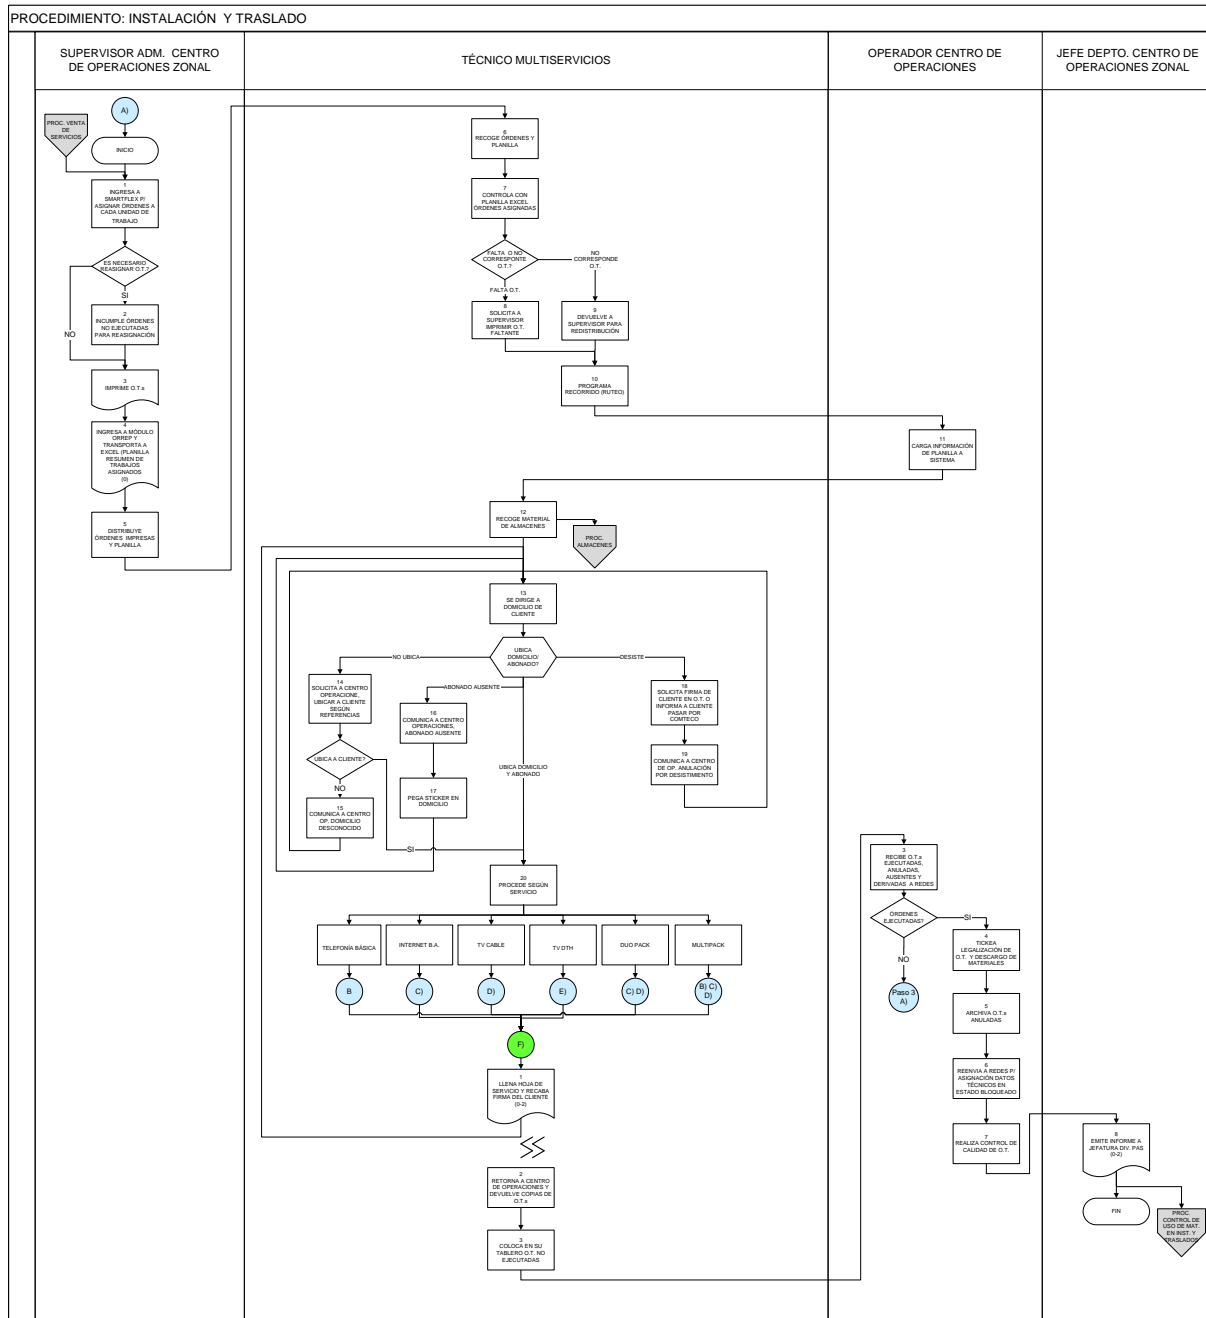 PROCEDIMIENTO: INSTALACIÓN Y TRASLADO
SUPERVISOR ADM. CENTRO
DE OPERACIONES ZONAL
TÉCNICO MULTISERVICIOS
OPERADOR CENTRO DE
OPERACIONES
JEFE DEPTO. CENTRO DE
OPERACIONES ZONAL
A)
PROC. VENTA
DE
SERVICIOS
INICIO
1
INGRESA A
SMARTFLEX P/
ASIGNAR ÓRDENES A
CADA UNIDAD DE
TRABAJO
ES NECESARIO
REASIGNAR O.T.?
SI
NO
2
INCUMPLE ÓRDENES
NO EJECUTADAS
PARA REASIGNACIÓN
3
IMPRIME O.T.s
4
INGRESA A MÓDULO
ORREP Y
TRANSPORTA A
EXCEL (PLANILLA
RESUMEN DE
TRABAJOS
ASIGNADOS
(0)
5
DISTRIBUYE
ÓRDENES IMPRESAS
Y PLANILLA
6
RECOGE ÓRDENES Y
PLANILLA
7
CONTROLA CON
PLANILLA EXCEL
ÓRDENES ASIGNADAS
FALTA O NO
CORRESPONTE
O.T.?
NO
CORRESPONDE
O.T.
FALTA O.T.
8
SOLICITA A
SUPERVISOR
IMPRIMIR O.T.
FALTANTE
9
DEVUELVE A
SUPERVISOR PARA
REDISTRIBUCIÓN
10
PROGRAMA
RECORRIDO (RUTEO)
11
CARGA INFORMACIÓN
DE PLANILLA A
SISTEMA
12
RECOGE MATERIAL
DE ALMACENES
PROC.
ALMACENES
13
SE DIRIGE A
DOMICILIO DE
CLIENTE
UBICA
DOMICILIO/
ABONADO?
NO UBICA
DESISTE
ABONADO AUSENTE
UBICA DOMICILIO
Y ABONADO
14
SOLICITA A CENTRO
OPERACIONE,
UBICAR A CLIENTE
SEGÚN
REFERENCIAS
UBICA A CLIENTE?
NO
SI
15
COMUNICA A CENTRO
OP. DOMICILIO
DESCONOCIDO
16
COMUNICA A CENTRO
OPERACIONES,
ABONADO AUSENTE
17
PEGA STICKER EN
DOMICILIO
18
SOLICITA FIRMA DE
CLIENTE EN O.T. O
INFORMA A CLIENTE
PASAR POR
COMTECO
19
COMUNICA A CENTRO
DE OP. ANULACIÓN
POR DESISTIMIENTO
20
PROCEDE SEGÚN
SERVICIO
TELEFONÍA BÁSICA
INTERNET B.A.
TV CABLE
TV DTH
DUO PACK
MULTIPACK
B
C)
D)
E)
C) D)
B) C)
D)
F)
1
LLENA HOJA DE
SERVICIO Y RECABA
FIRMA DEL CLIENTE
(0-2)
2
RETORNA A CENTRO
DE OPERACIONES Y
DEVUELVE COPIAS DE
O.T.s
3
COLOCA EN SU
TABLERO O.T. NO
EJECUTADAS
3
RECIBE O.T.s
EJECUTADAS,
ANULADAS,
AUSENTES Y
DERIVADAS A REDES
ÓRDENES
EJECUTADAS?
SI
NO
Paso 3
A)
4
TICKEA
LEGALIZACIÓN DE
O.T. Y DESCARGO DE
MATERIALES
5
ARCHIVA O.T.s
ANULADAS
6
REENVIA A REDES P/
ASIGNACIÓN DATOS
TÉCNICOS EN
ESTADO BLOQUEADO
7
REALIZA CONTROL DE
CALIDAD DE O.T.
8
EMITE INFORME A
JEFATURA DIV. PAS
(0-2)
FIN
PROC.
CONTROL DE
USO DE MAT.
EN INST. Y
TRASLADOS